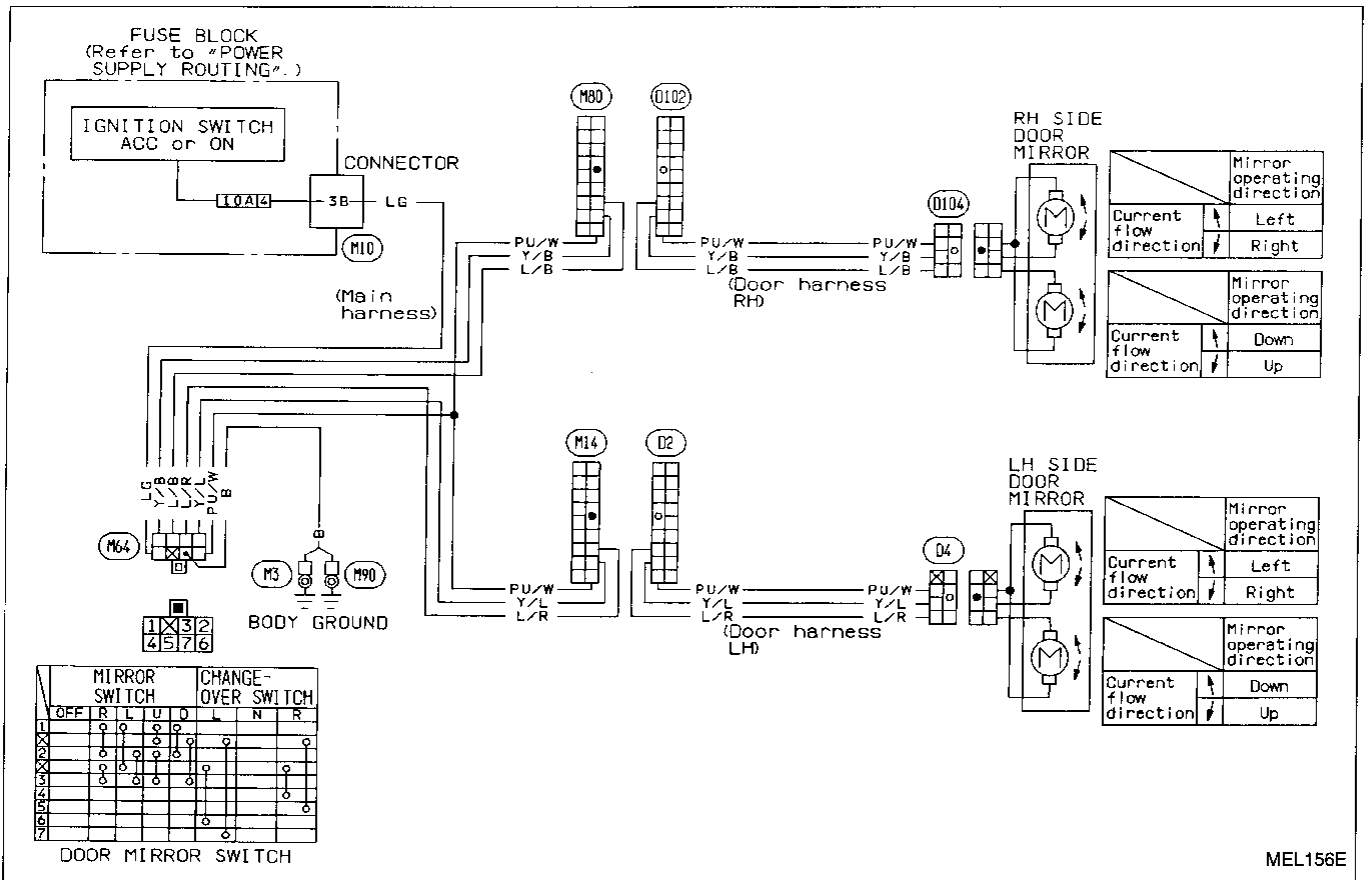 FUSE BLOCK
(Refer to "POWER
SUPPLY ROUTING".)
IGNITION SWITCH
ACC or ON
CONNECTOR
10A 4
3B
LG
M10
(Main
harness)
M80
D102
PU/W
Y/B
L/B
PU/W
Y/B
L/B
PU/W
Y/B
L/B
(Door harness
RH)
D104
RH SIDE
DOOR
MIRROR
M
M
Mirror
operating
direction
Current
flow
direction
Left
Right
Mirror
operating
direction
Current
flow
direction
Down
Up
LG
Y/B
L/B
L/R
Y/L
PU/W
B
M64
B
M3
M90
BODY GROUND
M14
D2
PU/W
Y/L
L/R
PU/W
Y/L
L/R
PU/W
Y/L
L/R
(Door harness
LH)
D4
LH SIDE
DOOR
MIRROR
M
M
Mirror
operating
direction
Current
flow
direction
Left
Right
Mirror
operating
direction
Current
flow
direction
Down
Up
1 3 2
4 5 7 6
MIRROR
SWITCH
CHANGE-
OVER SWITCH
OFF R L U D L N R
1
2
3
4
5
6
7
DOOR MIRROR SWITCH
MEL156E